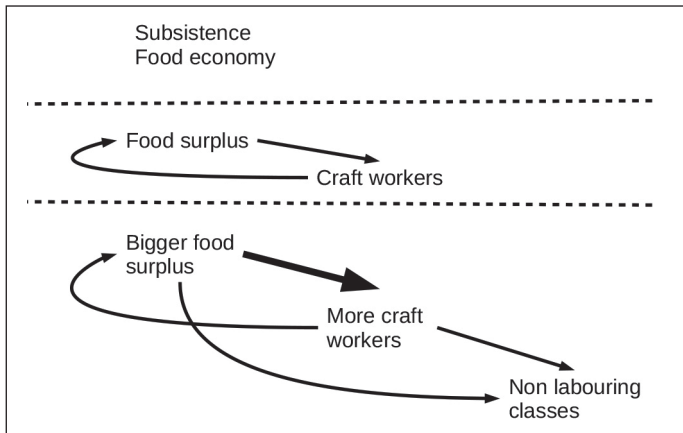 Subsistence
Food economy
Food surplus
Craft workers
Bigger food
surplus
More craft
workers
Non labouring
classes